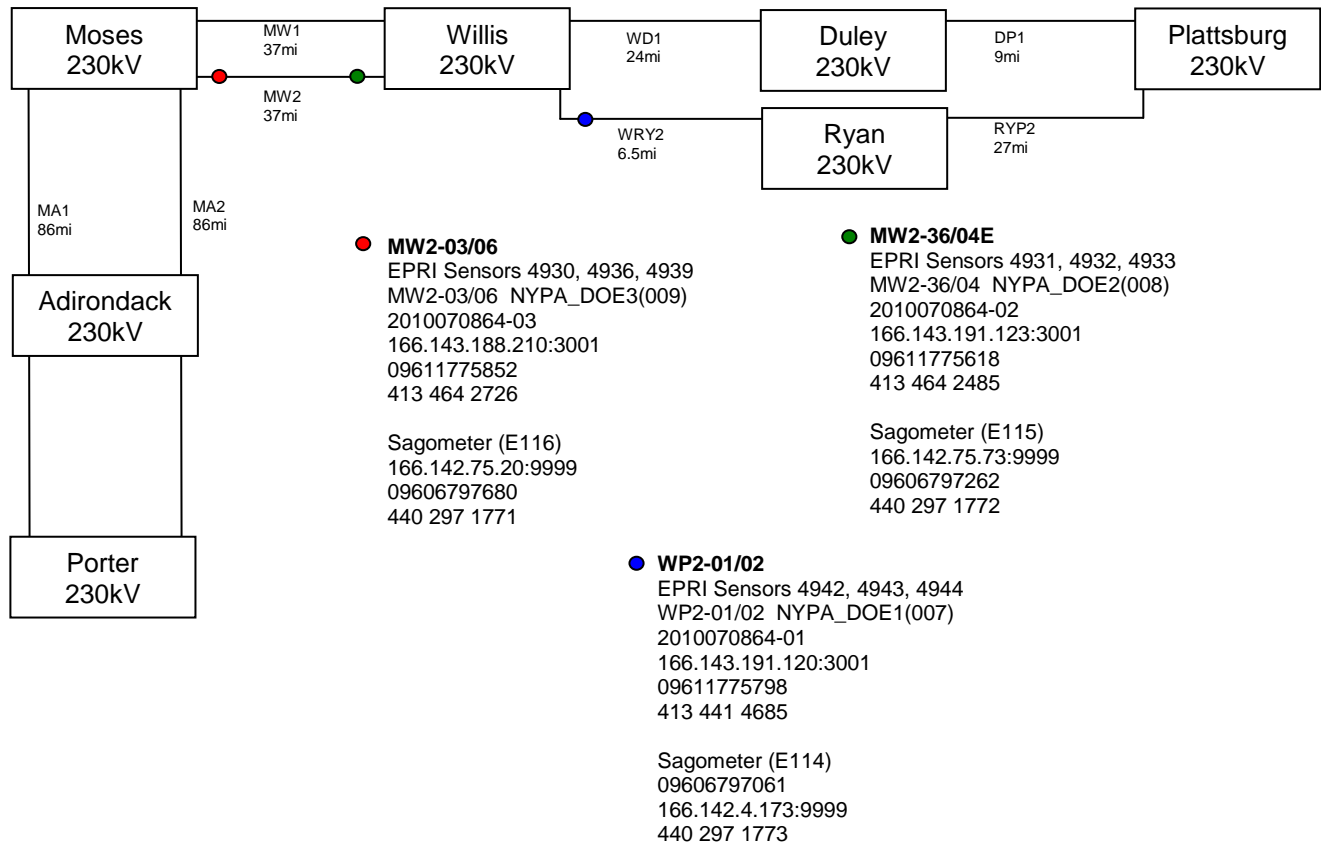 Moses
230kV
MW1
37mi
MW2
37mi
Willis
230kV
WD1
24mi
Duley
230kV
DP1
9mi
Plattsburg
230kV
WRY2
6.5mi
Ryan
230kV
RYP2
27mi
MA1
86mi
MA2
86mi
Adirondack
230kV
Porter
230kV
MW2-03/06
EPRI Sensors 4930, 4936, 4939
MW2-03/06 NYPA_DOE3(009)
2010070864-03
166.143.188.210:3001
09611775852
413 464 2726
Sagometer (E116)
166.142.75.20:9999
09606797680
440 297 1771
MW2-36/04E
EPRI Sensors 4931, 4932, 4933
MW2-36/04 NYPA_DOE2(008)
2010070864-02
166.143.191.123:3001
09611775618
413 464 2485
Sagometer (E115)
166.142.75.73:9999
09606797262
440 297 1772
WP2-01/02
EPRI Sensors 4942, 4943, 4944
WP2-01/02 NYPA_DOE1(007)
2010070864-01
166.143.191.120:3001
09611775798
413 441 4685
Sagometer (E114)
09606797061
166.142.4.173:9999
440 297 1773